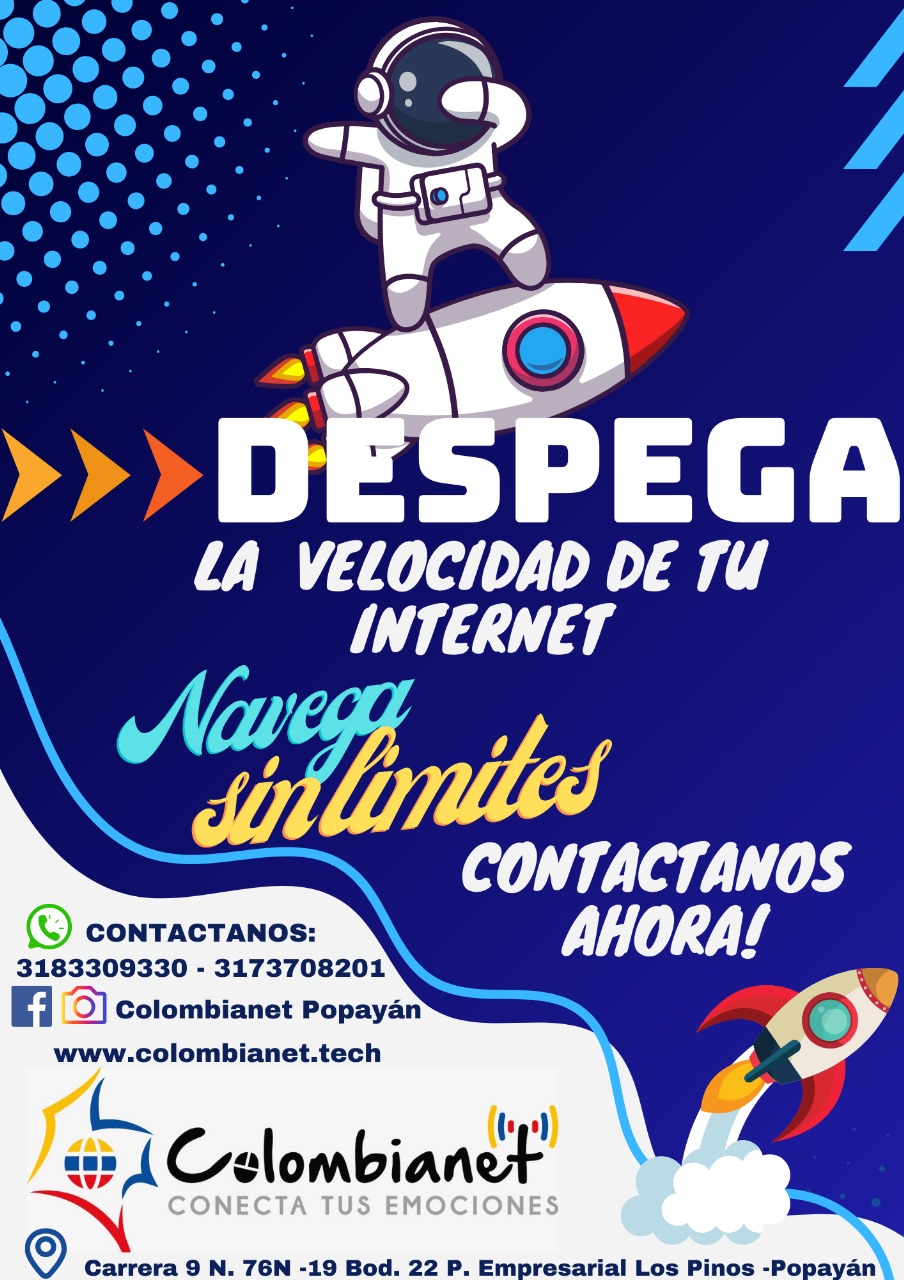 DESPEGA
LA VELOCIDAD DE TU
INTERNET
Navega
sin limites
CONTACTANOS
AHORA!
CONTACTANOS:
3183309330 - 3173708201
Colombianet Popayán
www.colombianet.tech
Colombianet
CONECTA TUS EMOCIONES
Carrera 9 N. 76N -19 Bod. 22 P. Empresarial Los Pinos -Popayán